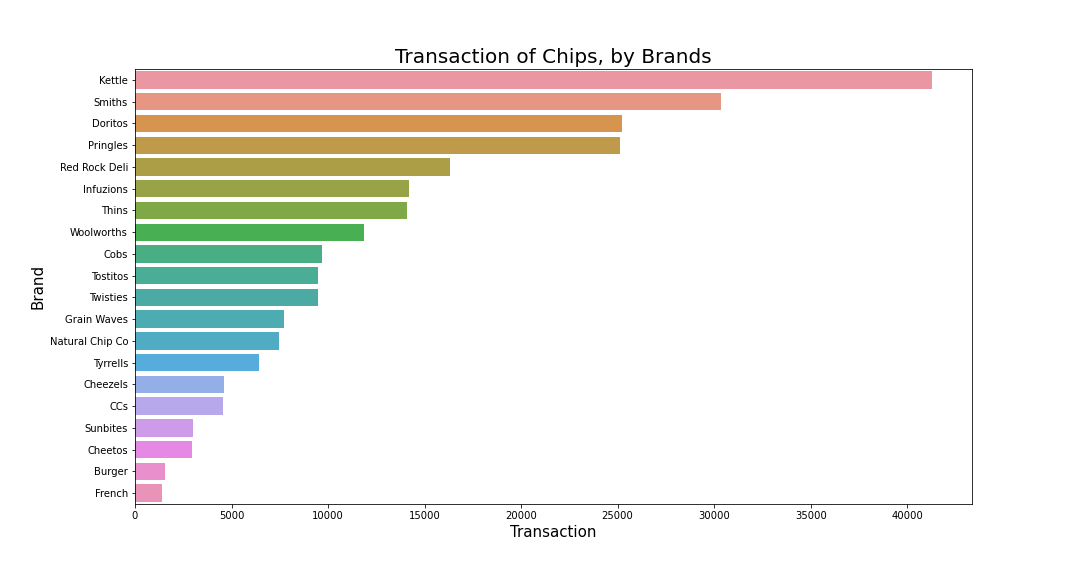 Transaction of Chips, by Brands
Kettle
Smiths
Doritos
Pringles
Red Rock Deli
Infuzions
Thins
Woolworths
Cobs
Tostitos
Twisties
Grain Waves
Natural Chip Co
Tyrrells
Cheezels
CCs
Sunbites
Cheetos
Burger
French
Brand
0 5000 10000 15000 20000 25000 30000 35000 40000
Transaction